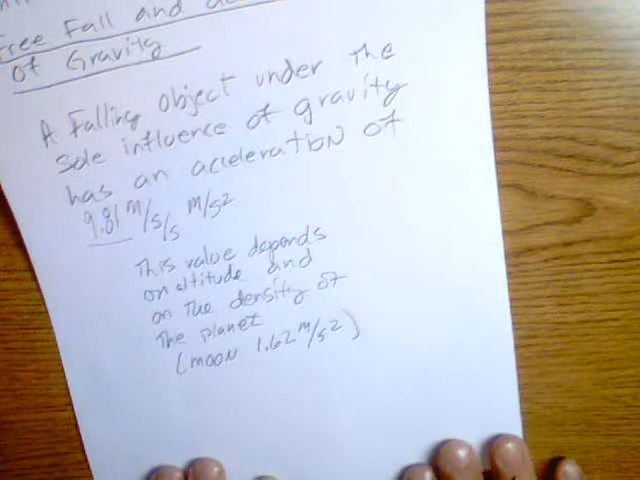 Free Fall and
of Gravity
A Falling object under the
sole influence of gravity
has an acceleration of
9.81 m/s/s m/s2
This value depends
on altitude and
on the density of
the planet
(moon 1.62 m/s2)